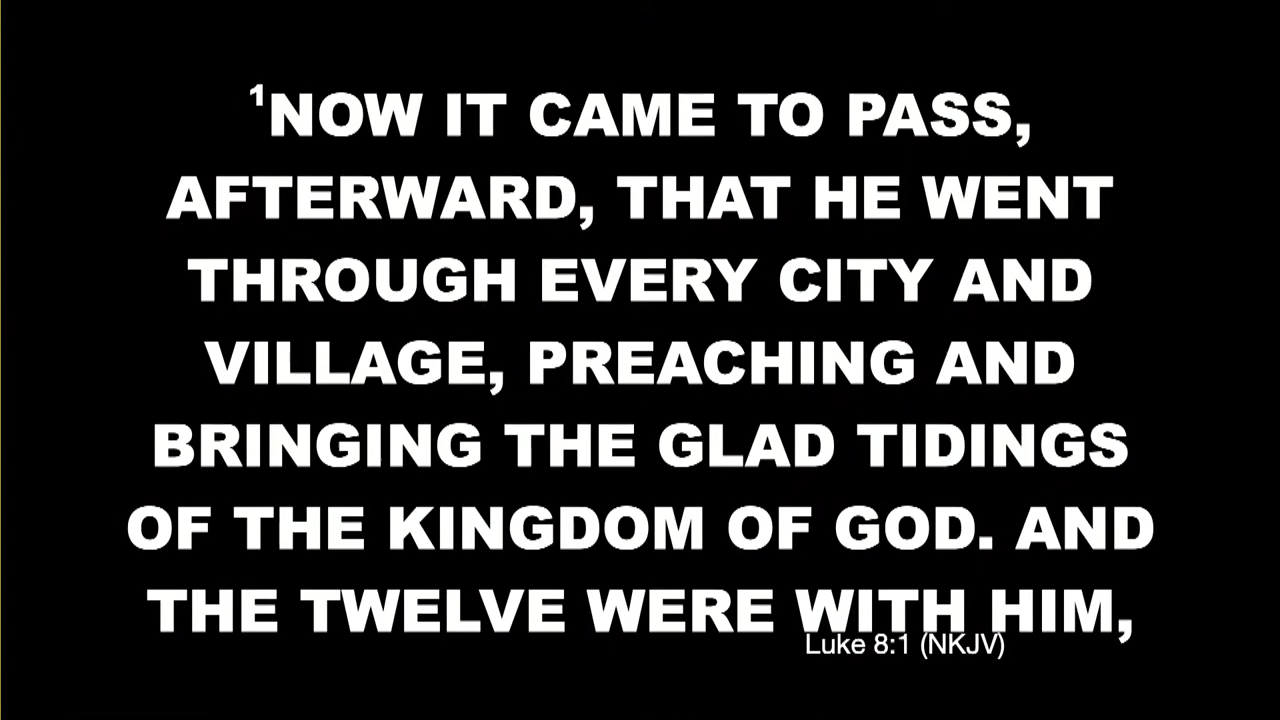 ¹NOW IT CAME TO PASS,
AFTERWARD, THAT HE WENT
THROUGH EVERY CITY AND
VILLAGE, PREACHING AND
BRINGING THE GLAD TIDINGS
OF THE KINGDOM OF GOD. AND
THE TWELVE WERE WITH HIM,
Luke 8:1 (NKJV)